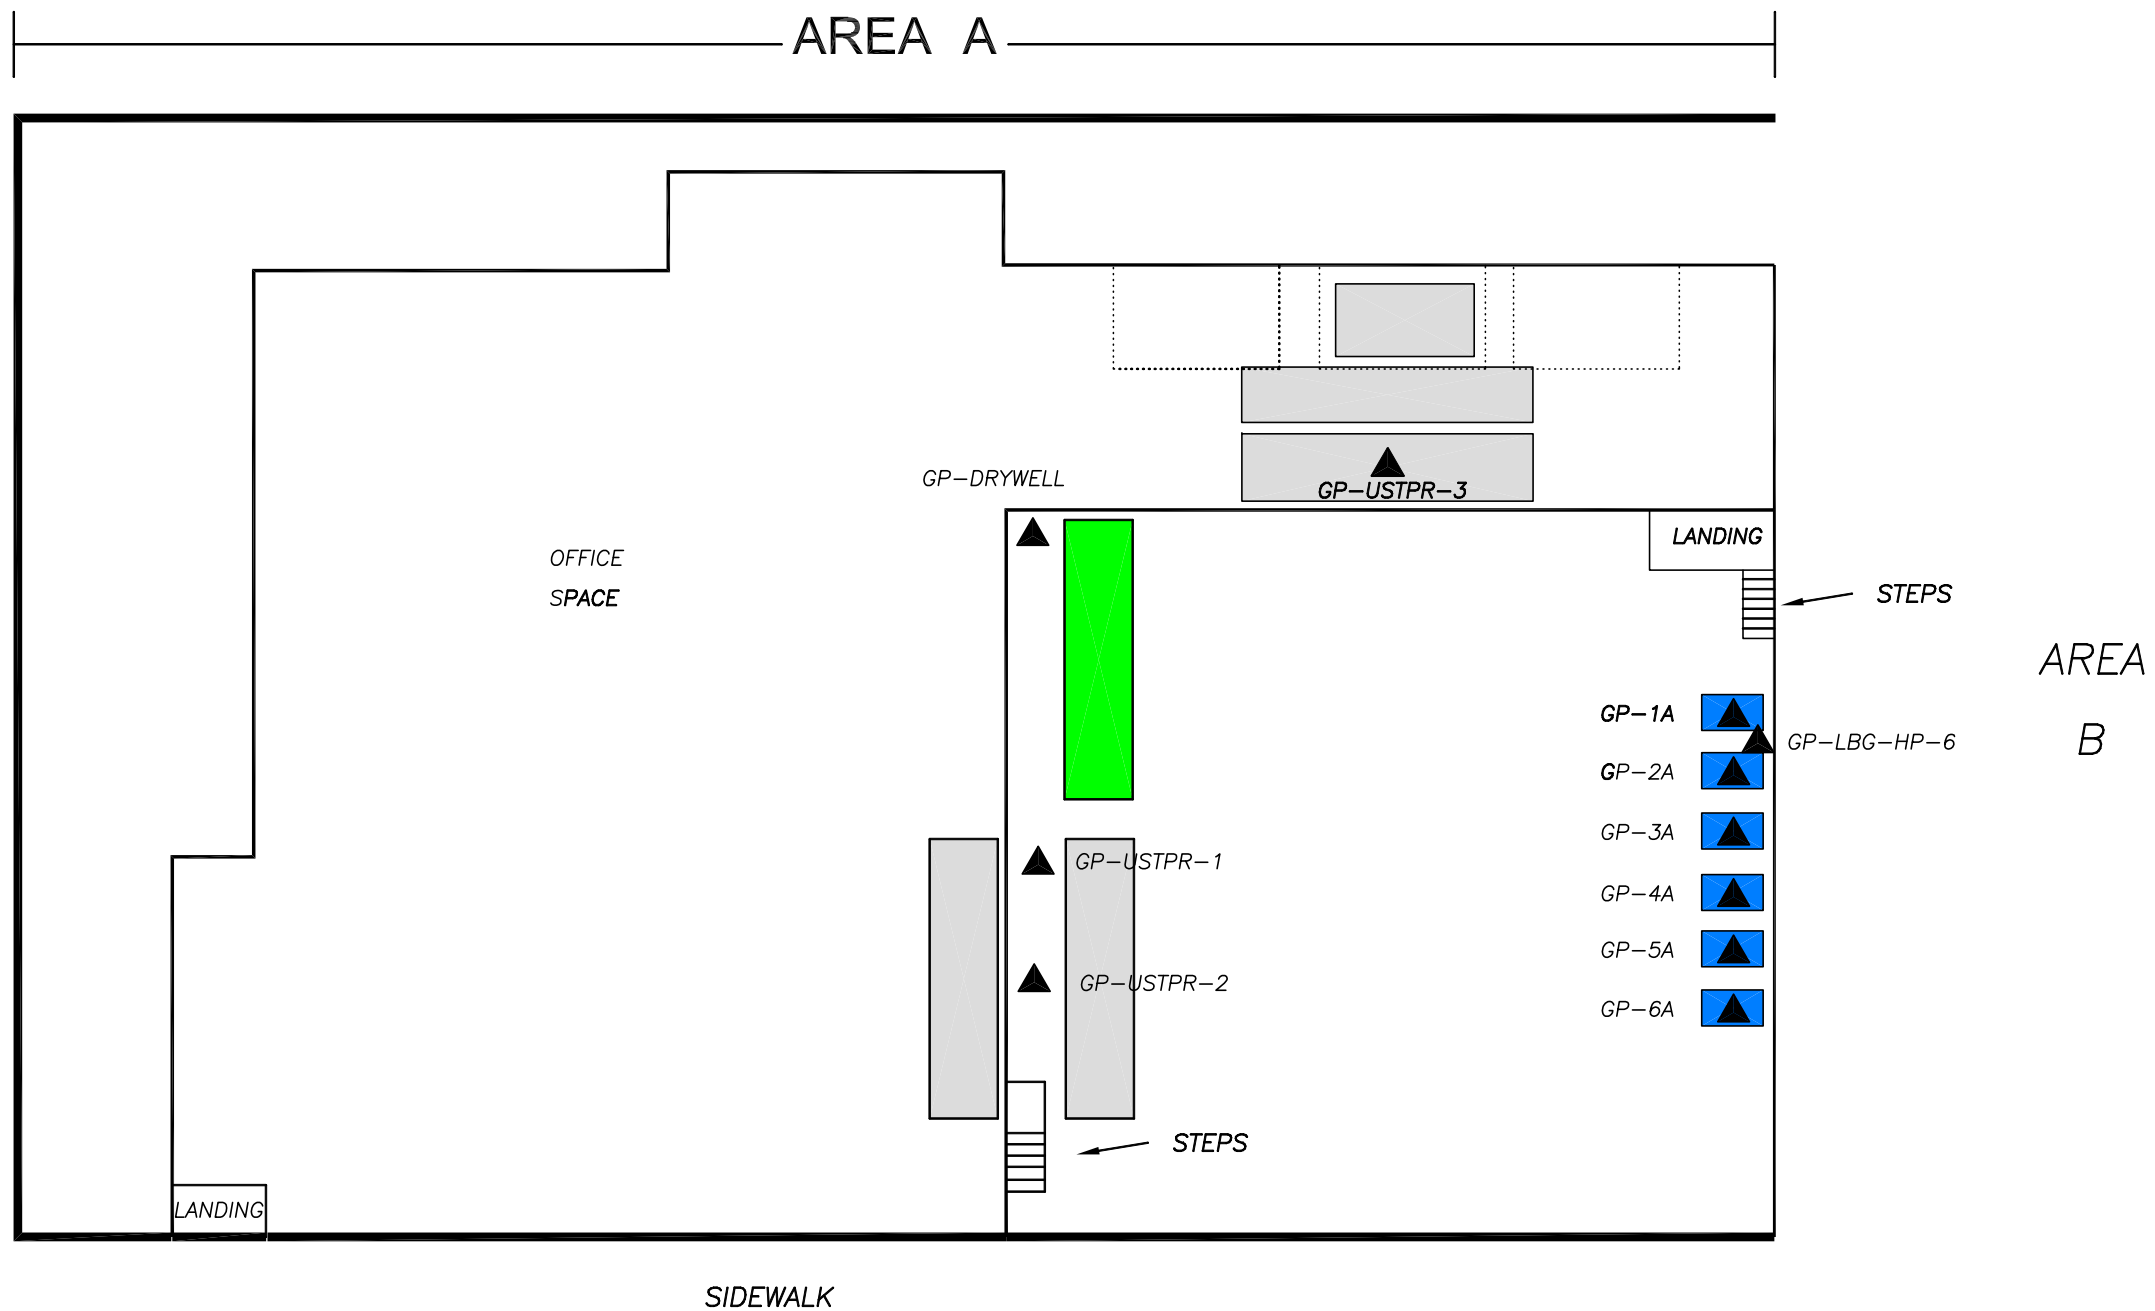 AREA A
GP-DRYWELL
GP-USTPR-3
LANDING
OFFICE
SPACE
STEPS
AREA
B
GP-1A
GP-LBG-HP-6
GP-2A
GP-3A
GP-USTPR-1
GP-4A
GP-5A
GP-USTPR-2
GP-6A
STEPS
LANDING
SIDEWALK